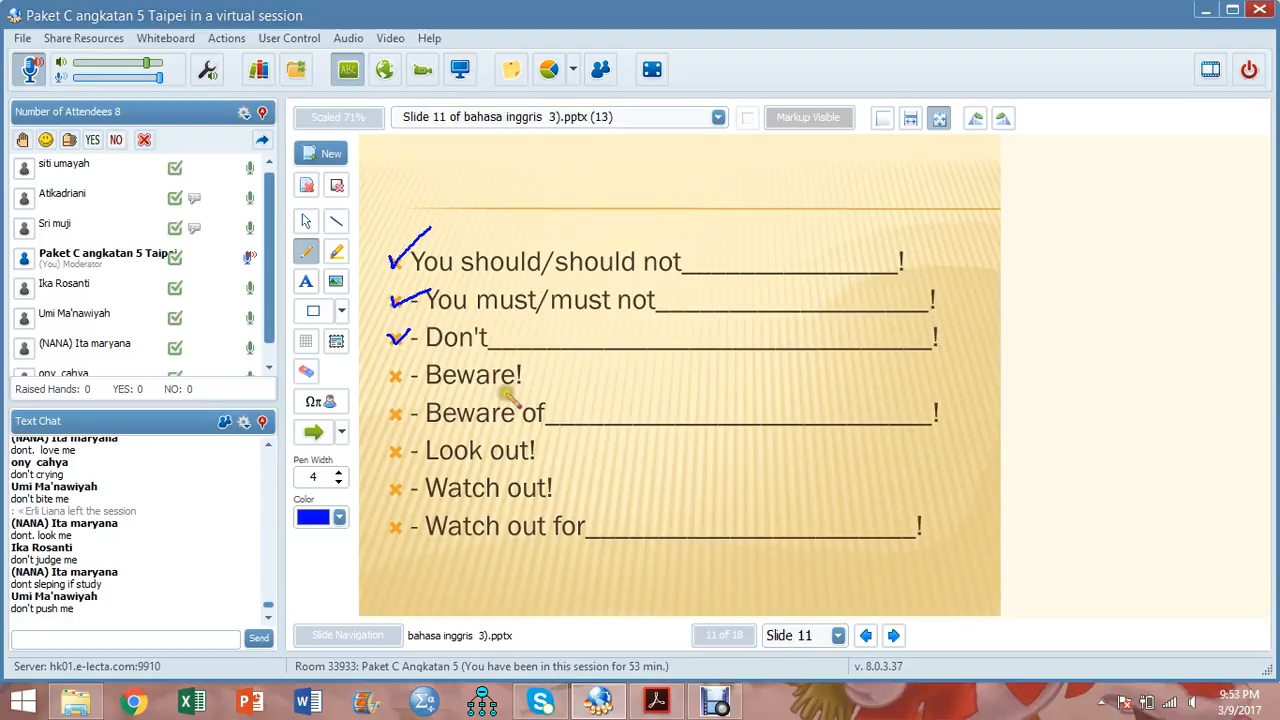 Paket C angkatan 5 Taipei in a virtual session
File Share Resources Whiteboard Actions User Control Audio Video Help
Number of Attendees 8
YES NO
siti umayah
Atikadriani
Sri muji
Paket C angkatan 5 Taip
(You) Moderator
Ika Rosanti
Umi Ma'nawiyah
(NANA) Ita maryana
ony cahya
Raised Hands: 0 YES: 0 NO: 0
Text Chat
(NANA) Ita maryana
dont. love me
ony cahya
don't crying
Umi Ma'nawiyah
don't bite me
: «Erli Liana left the session
(NANA) Ita maryana
dont. look me
Ika Rosanti
don't judge me
(NANA) Ita maryana
dont sleping if study
Umi Ma'nawiyah
don't push me
Send
Scaled 71% Slide 11 of bahasa inggris 3).pptx (13) Markup Visible
New
ABC
A
Ωπ
Pen Width
4
Color
You should/should not_______________!
- You must/must not___________________!
- Don't_______________________________!
- Beware!
- Beware of___________________________!
- Look out!
- Watch out!
- Watch out for_______________________!
Slide Navigation bahasa inggris 3).pptx 11 of 18 Slide 11
Server: hk01.e-lecta.com:9910 Room 33933: Paket C Angkatan 5 (You have been in this session for 53 min.) v. 8.0.3.37
9:53 PM
3/9/2017